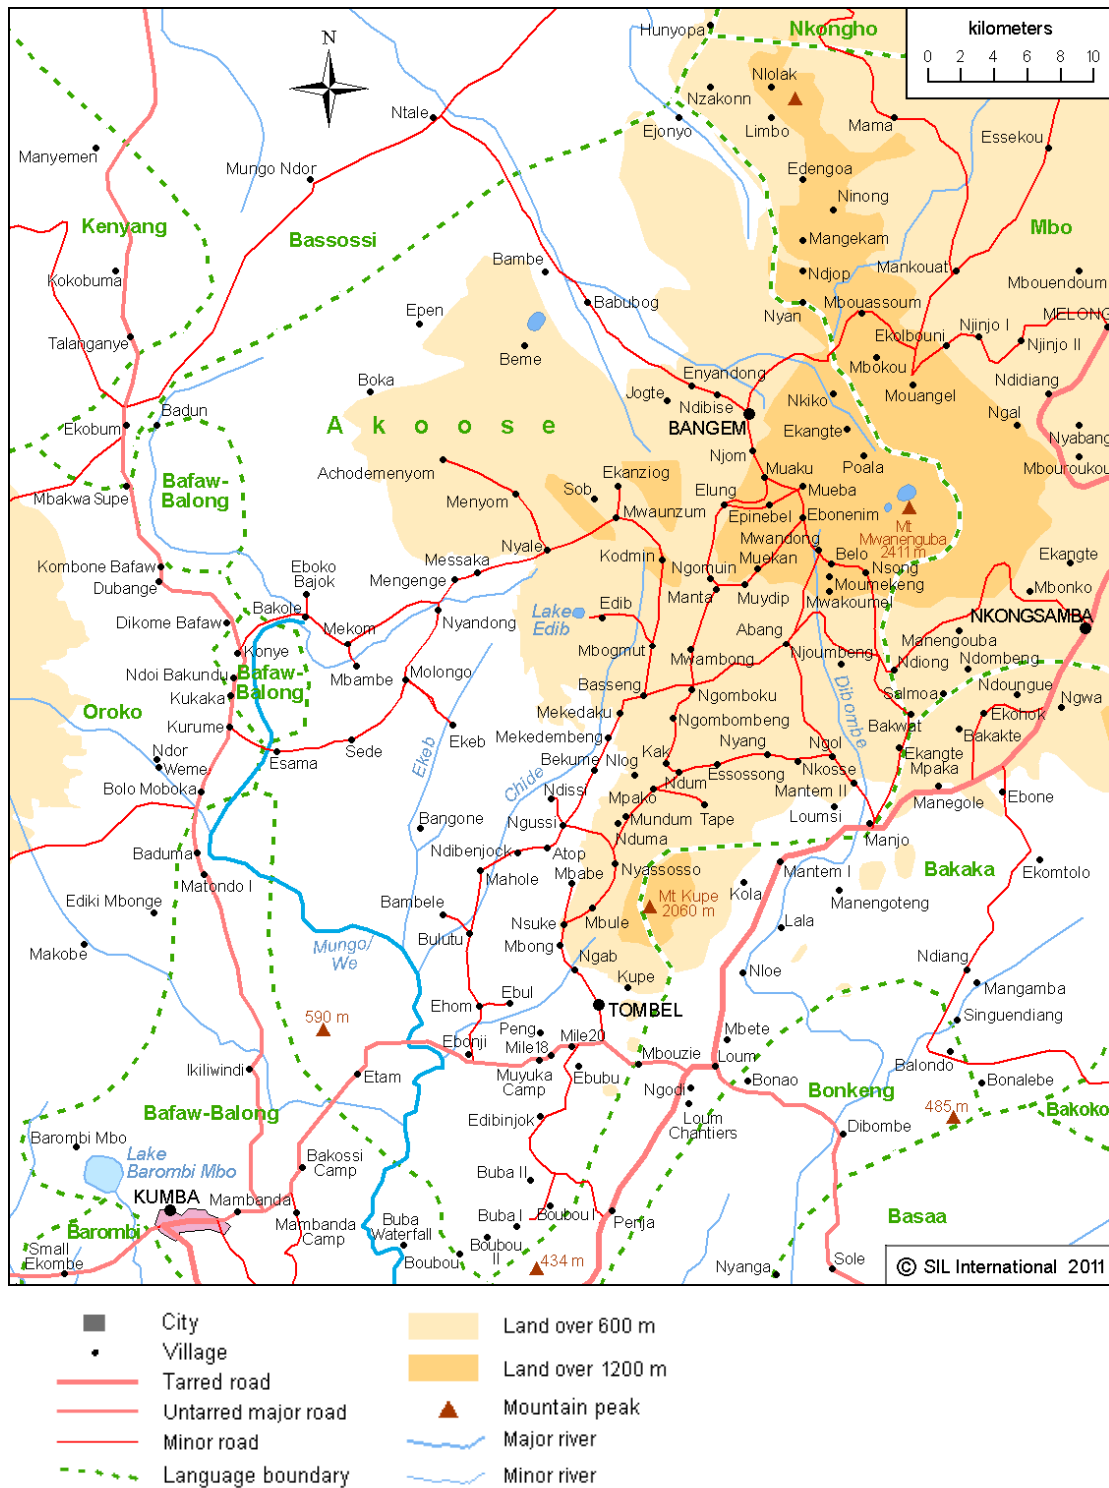 Hunyopa
Nkongho
kilometers
0 2 4 6 8 10
N
Nlolak
Nzakonn
Ntale
Ejonyo
Limbo
Mama
Essekou
Manyemen
Mungo Ndor
Edengoa
Ninong
Kenyang
Bassossi
Mangekam
Mbo
Kokobuma
Bambe
Ndjop
Mankouat
Mbouendoum
Babubog
Epen
Nyan
Mbouassoum
MELONG
Talanganye
Ekolbouni
Njinjo I
Njinjo II
Beme
Mbokou
Boka
Enyandong
Jogte
Ndibise
Nkiko
Mouangel
Ndidiang
Badun
Ngal
Ekobum
Akoose
BANGEM
Ekangte
Nyabang
Njom
Poala
Achodemenyom
Ekanziog
Muaku
Mbouroukou
Bafaw-
Balong
Mbakwa Supe
Menyom
Sob
Elung
Mueba
Mwaunzum
Epinebel
Ebonenim
Mt
Mwanenguba
2411 m
Nyale
Kodmin
Mwandong
Belo
Ekangte
Messaka
Muekan
Kombone Bafaw
Eboko
Bajok
Mengenge
Ngomuin
Moumekeng
Nsong
Dubange
Manta
Muydip
Mwakoumel
Mbonko
Lake
Edib
Edib
Bakole
Nyandong
NKONGSAMBA
Dikome Bafaw
Mekom
Abang
Manengouba
Konye
Mbogmut
Mwambong
Njoumbeng
Ndiong
Ndombeng
Ndoi Bakundu
Bafaw-
Balong
Mbambe
Molongo
Basseng
Kukaka
Ngomboku
Salmoa
Ndoungue
Ngwa
Oroko
Mekedaku
Dibombe
Kurume
Ngombombeng
Bakwat
Ekohok
Ndor
Sede
Ekeb
Mekedembeng
Nyang
Ngol
Bakakte
Weme
Esama
Ekeb
Bekume
Kak
Ekangte
Mpaka
Bolo Moboka
Chide
Nlog
Essossong
Nkosse
Ndum
Mantem II
Ndissi
Mpako
Manegole
Ebone
Bangone
Ngussi
Mundum
Tape
Loumsi
Nduma
Manjo
Baduma
Ndibenjock
Atop
Nyassosso
Mantem I
Bakaka
Matondo I
Mahole
Mbabe
Ekomtolo
Mt Kupe
2060 m
Kola
Ediki Mbonge
Bambele
Manengoteng
Nsuke
Mbule
Lala
Makobe
Mungo/
We
Bulutu
Mbong
Ngab
Nloe
Ndiang
Kupe
Mangamba
590 m
Ehom
Ebul
TOMBEL
Singuendiang
Peng
Mbete
Ebonji
Mile18
Mile20
Mbouzie
Loum
Balondo
Ikiliwindi
Etam
Muyuka
Camp
Ebubu
Bonao
Bonkeng
Bonalebe
Ngodi
Bafaw-Balong
Edibinjok
Loum
Chantiers
485 m
Bakoko
Barombi Mbo
Dibombe
Lake
Barombi Mbo
Bakossi
Camp
Buba II
KUMBA
Mambanda
Buba I
Boubou I
Penja
Basaa
Barombi
Mambanda
Camp
Buba
Waterfall
Boubou
II
Small
Ekombe
Boubou
434 m
Nyanga
Sole
© SIL International 2011
City
Village
Tarred road
Untarred major road
Minor road
Language boundary
Land over 600 m
Land over 1200 m
Mountain peak
Major river
Minor river